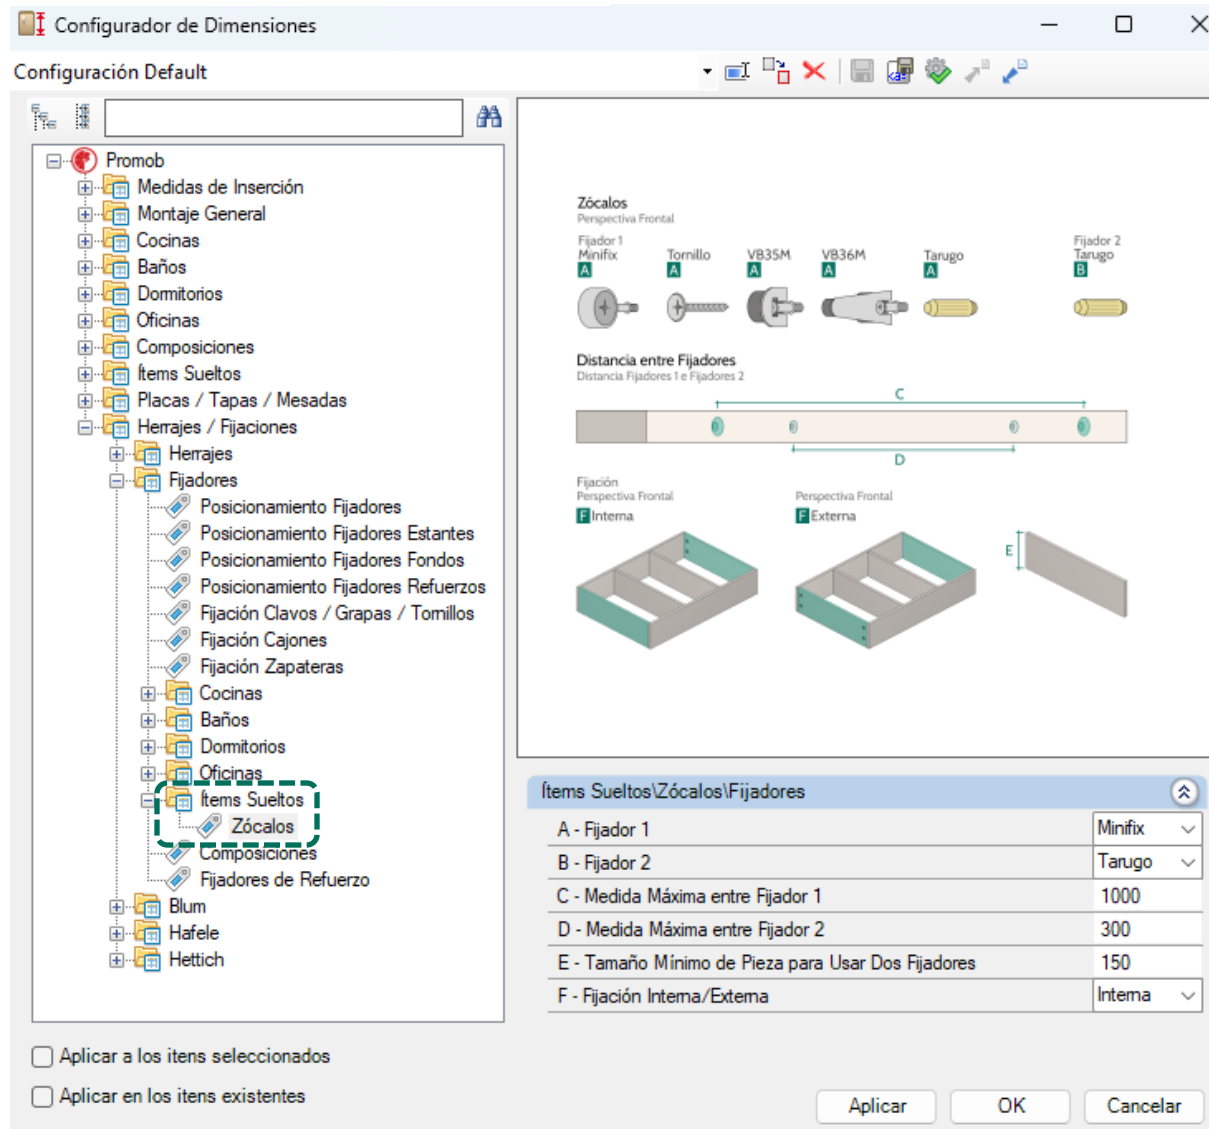 Configurador de Dimensiones
Configuración Default
Promob
Medidas de Inserción
Montaje General
Cocinas
Baños
Dormitorios
Oficinas
Composiciones
Ítems Sueltos
Placas / Tapas / Mesadas
Herrajes / Fijaciones
Herrajes
Fijadores
Posicionamiento Fijadores
Posicionamiento Fijadores Estantes
Posicionamiento Fijadores Fondos
Posicionamiento Fijadores Refuerzos
Fijación Clavos / Grapas / Tornillos
Fijación Cajones
Fijación Zapateras
Cocinas
Baños
Dormitorios
Oficinas
Ítems Sueltos
Zócalos
Composiciones
Fijadores de Refuerzo
Blum
Hafele
Hettich
Zócalos
Perspectiva Frontal
Fijador 1 Fijador 2
Minifix Tornillo VB35M VB36M Tarugo Tarugo
A A A A A B
Distancia entre Fijadores
Distancia Fijadores 1 e Fijadores 2
C
D
Fijación
Perspectiva Frontal Perspectiva Frontal
F Interna F Externa
E
Ítems Sueltos\Zócalos\Fijadores
A - Fijador 1 Minifix
B - Fijador 2 Tarugo
C - Medida Máxima entre Fijador 1 1000
D - Medida Máxima entre Fijador 2 300
E - Tamaño Mínimo de Pieza para Usar Dos Fijadores 150
F - Fijación Interna/Externa Interna
Aplicar a los itens seleccionados
Aplicar en los itens existentes
Aplicar OK Cancelar